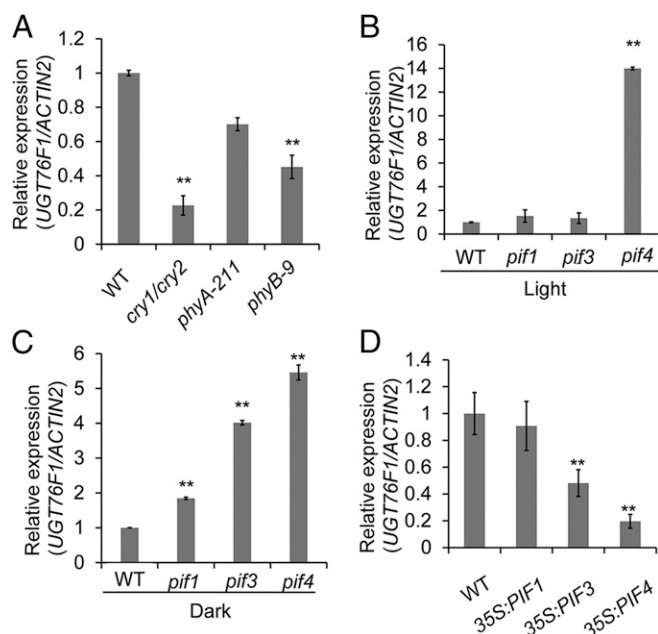 A
Relative expression
(UGT76F1/ACTIN2)
1.2
1
0.8
0.6
0.4
0.2
0
**
**
WT
cry1/cry2
phyA-211
phyB-9
B
Relative expression
(UGT76F1/ACTIN2)
16
14
12
10
8
6
4
2
0
**
WT pif1 pif3 pif4
Light
C
Relative expression
(UGT76F1/ACTIN2)
6
5
4
3
2
1
0
**
**
**
WT pif1 pif3 pif4
Dark
D
Relative expression
(UGT76F1/ACTIN2)
1.4
1.2
1
0.8
0.6
0.4
0.2
0
**
**
WT
35S:PIF1
35S:PIF3
35S:PIF4